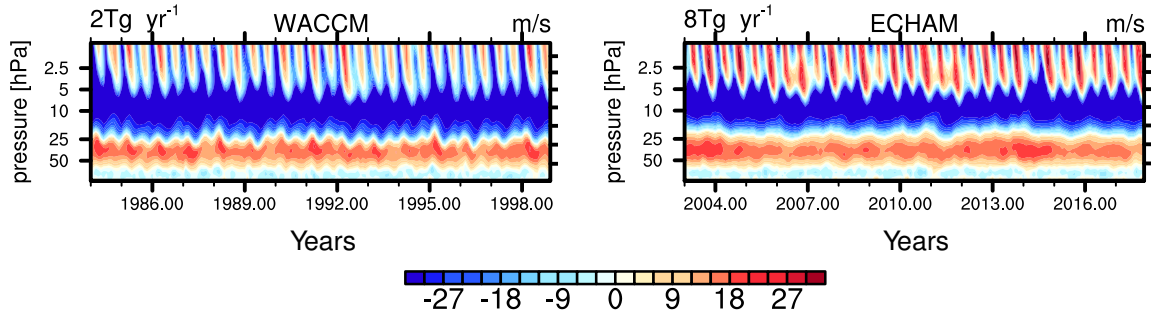 2Tg yr-1 WACCM m/s
pressure [hPa]
2.5
5
10
25
50
1986.00 1989.00 1992.00 1995.00 1998.00
Years
8Tg yr-1 ECHAM m/s
pressure [hPa]
2.5
5
10
25
50
2004.00 2007.00 2010.00 2013.00 2016.00
Years
-27 -18 -9 0 9 18 27